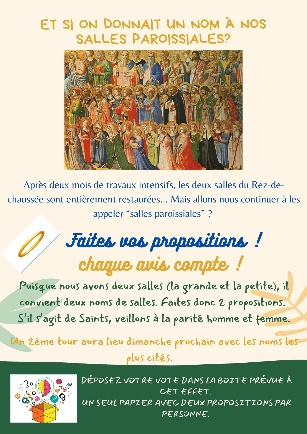 ET SI ON DONNAIT UN NOM À NOS
SALLES PAROISSIALES?
Après deux mois de travaux intensifs, les deux salles du Rez-de-
chaussée sont entièrement restaurées... Mais allons nous continuer à les
appeler “salles paroissiales” ?
Faites vos propositions !
chaque avis compte !
Puisque nous avons deux salles (la grande et la petite), il
convient deux noms de salles. Faites donc 2 propositions.
S'il s'agit de Saints, veillons à la parité homme et femme.
Un 2ème tour aura lieu dimanche prochain avec les noms les
plus cités.
DÉPOSEZ VOTRE VOTE DANS LA BOITE PRÉVUE À
CET EFFET.
UN SEUL PAPIER AVEC DEUX PROPOSITIONS PAR
PERSONNE.